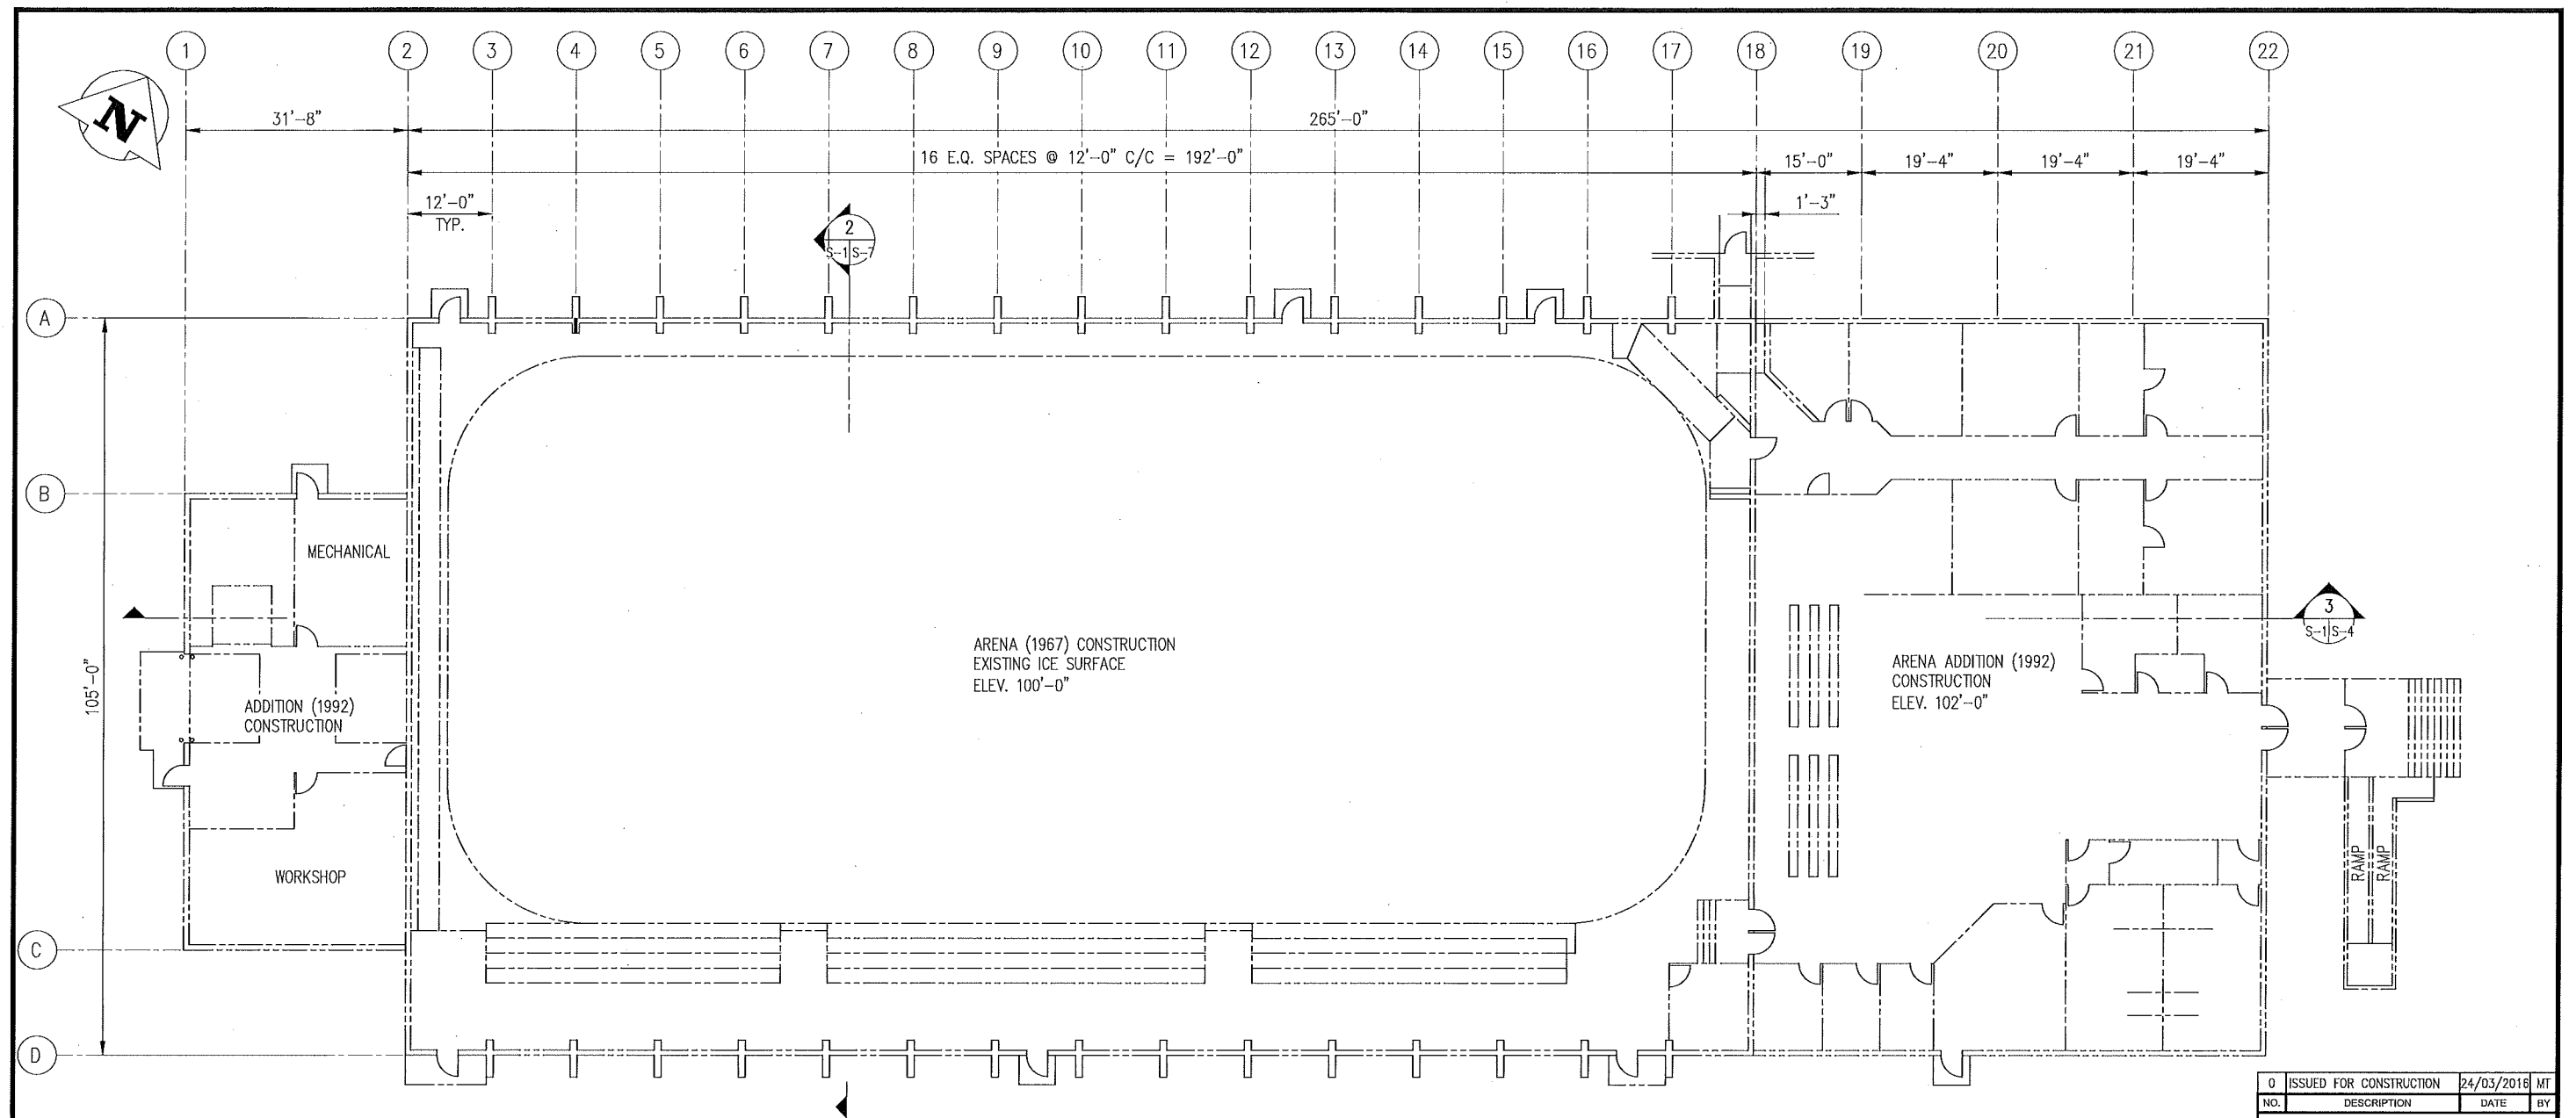 1 2 3 4 5 6 7 8 9 10 11 12 13 14 15 16 17 18 19 20 21 22
N
31'-8"
265'-0"
16 E.Q. SPACES @ 12'-0" C/C = 192'-0"
15'-0" 19'-4" 19'-4" 19'-4"
12'-0"
TYP.
1'-3"
2
S-1 S-7
A
B
MECHANICAL
3
S-1 S-4
ARENA (1967) CONSTRUCTION
EXISTING ICE SURFACE
ELEV. 100'-0"
ARENA ADDITION (1992)
CONSTRUCTION
ELEV. 102'-0"
105'-0"
ADDITION (1992)
CONSTRUCTION
WORKSHOP
RAMP
RAMP
C
D
0 ISSUED FOR CONSTRUCTION 24/03/2016 MT
NO. DESCRIPTION DATE BY